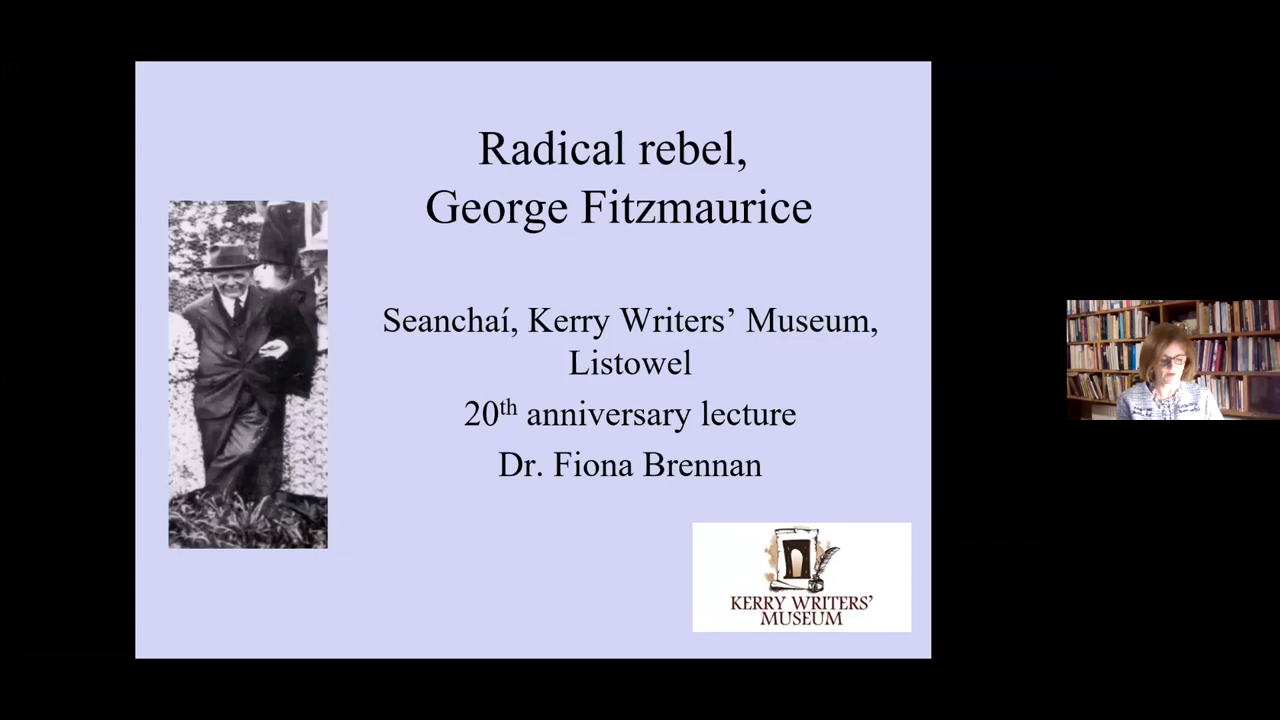 Radical rebel,
George Fitzmaurice
Seanchaí, Kerry Writers’ Museum,
Listowel
20th anniversary lecture
Dr. Fiona Brennan
KERRY WRITERS’
MUSEUM